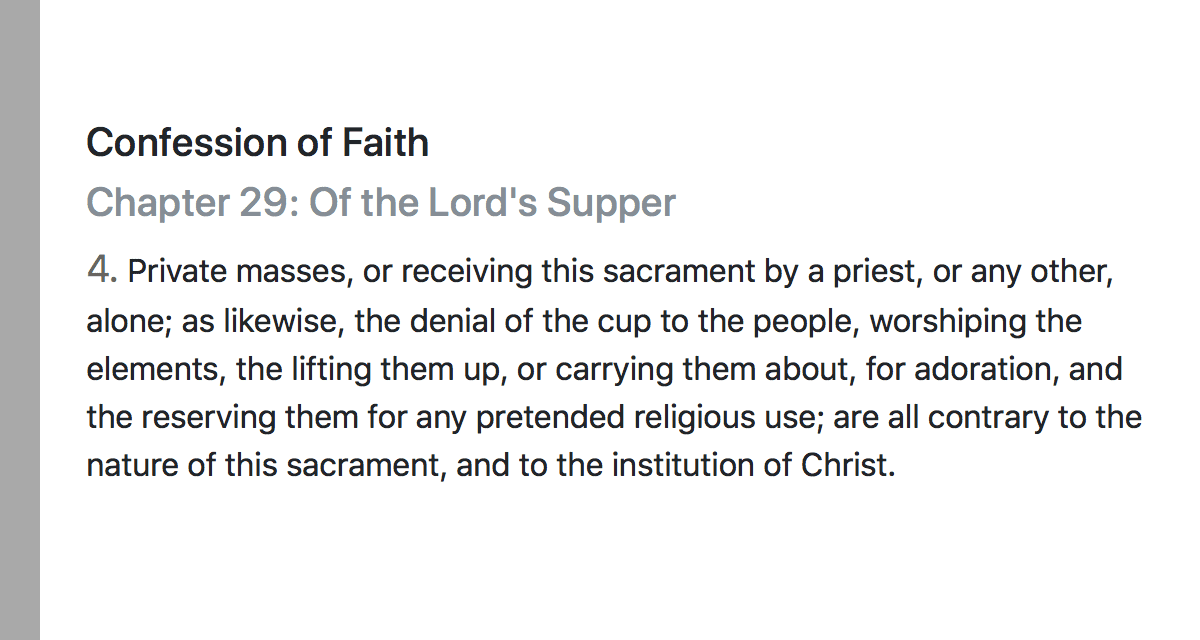 Confession of Faith
Chapter 29: Of the Lord's Supper
4. Private masses, or receiving this sacrament by a priest, or any other,
alone; as likewise, the denial of the cup to the people, worshiping the
elements, the lifting them up, or carrying them about, for adoration, and
the reserving them for any pretended religious use; are all contrary to the
nature of this sacrament, and to the institution of Christ.